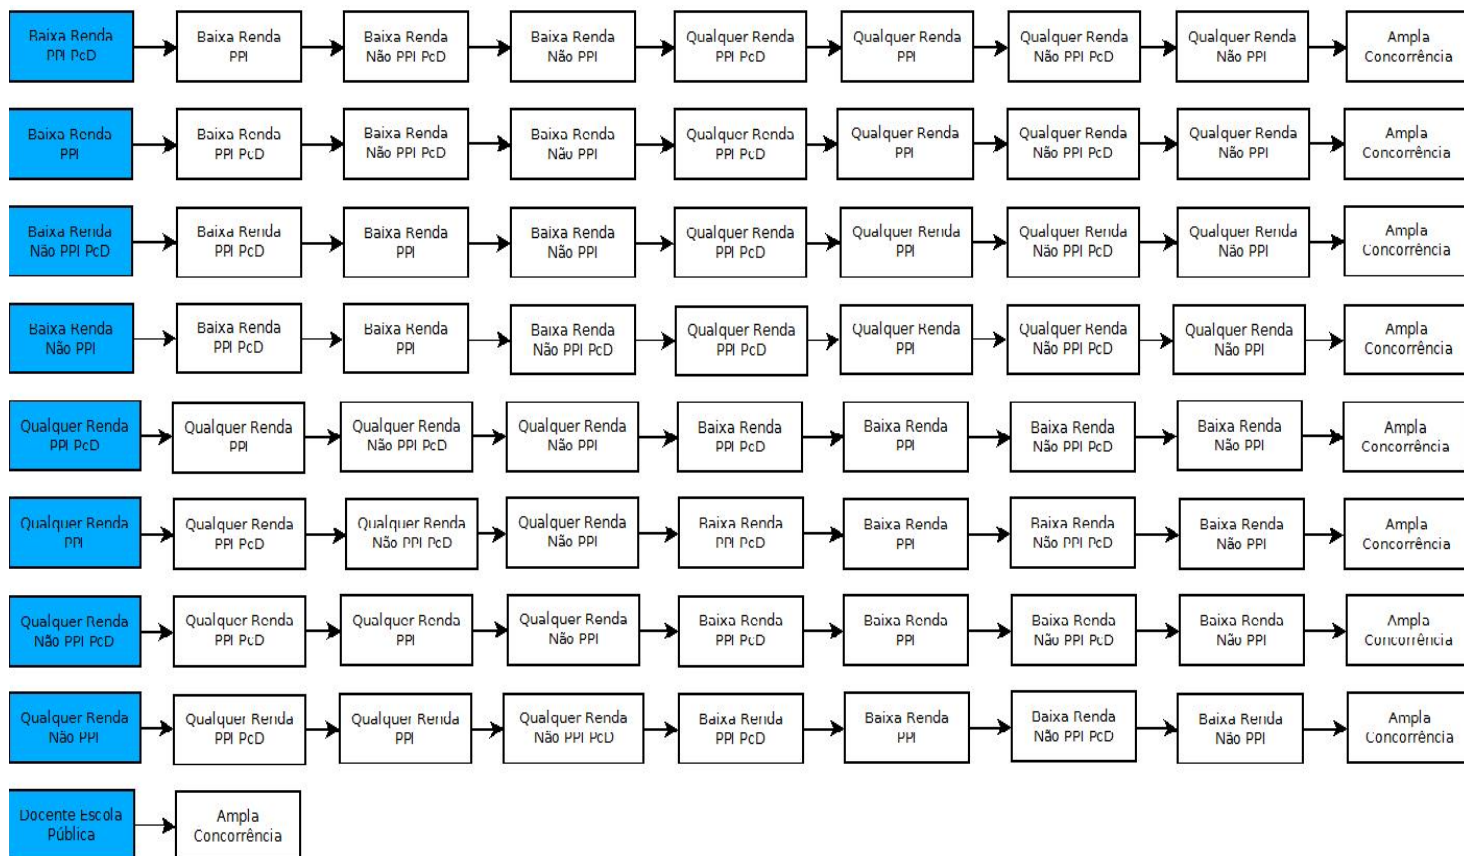 Baixa Renda
PPI PcD
Baixa Renda
PPI
Baixa Renda
Não PPI PcD
Baixa Renda
Não PPI
Qualquer Renda
PPI PcD
Qualquer Renda
PPI
Qualquer Renda
Não PPI PcD
Qualquer Renda
Não PPI
Ampla
Concorrência
Baixa Renda
PPI
Baixa Renda
PPI PcD
Baixa Renda
Não PPI PcD
Baixa Renda
Não PPI
Qualquer Renda
PPI PcD
Qualquer Renda
PPI
Qualquer Renda
Não PPI PcD
Qualquer Renda
Não PPI
Ampla
Concorrência
Baixa Renda
Não PPI PcD
Baixa Renda
PPI PcD
Baixa Renda
PPI
Baixa Renda
Não PPI
Qualquer Renda
PPI PcD
Qualquer Renda
PPI
Qualquer Renda
Não PPI PcD
Qualquer Renda
Não PPI
Ampla
Concorrência
Baixa Renda
Não PPI
Baixa Renda
PPI PcD
Baixa Renda
PPI
Baixa Renda
Não PPI PcD
Qualquer Renda
PPI PcD
Qualquer Renda
PPI
Qualquer Renda
Não PPI PcD
Qualquer Renda
Não PPI
Ampla
Concorrência
Qualquer Renda
PPI PcD
Qualquer Renda
PPI
Qualquer Renda
Não PPI PcD
Qualquer Renda
Não PPI
Baixa Renda
PPI PcD
Baixa Renda
PPI
Baixa Renda
Não PPI PcD
Baixa Renda
Não PPI
Ampla
Concorrência
Qualquer Renda
PPI
Qualquer Renda
PPI PcD
Qualquer Renda
Não PPI PcD
Qualquer Renda
Não PPI
Baixa Renda
PPI PcD
Baixa Renda
PPI
Baixa Renda
Não PPI PcD
Baixa Renda
Não PPI
Ampla
Concorrência
Qualquer Renda
Não PPI PcD
Qualquer Renda
PPI PcD
Qualquer Renda
PPI
Qualquer Renda
Não PPI
Baixa Renda
PPI PcD
Baixa Renda
PPI
Baixa Renda
Não PPI PcD
Baixa Renda
Não PPI
Ampla
Concorrência
Qualquer Renda
Não PPI
Qualquer Renda
PPI PcD
Qualquer Renda
PPI
Qualquer Renda
Não PPI PcD
Baixa Renda
PPI PcD
Baixa Renda
PPI
Baixa Renda
Não PPI PcD
Baixa Renda
Não PPI
Ampla
Concorrência
Docente Escola
Pública
Ampla
Concorrência